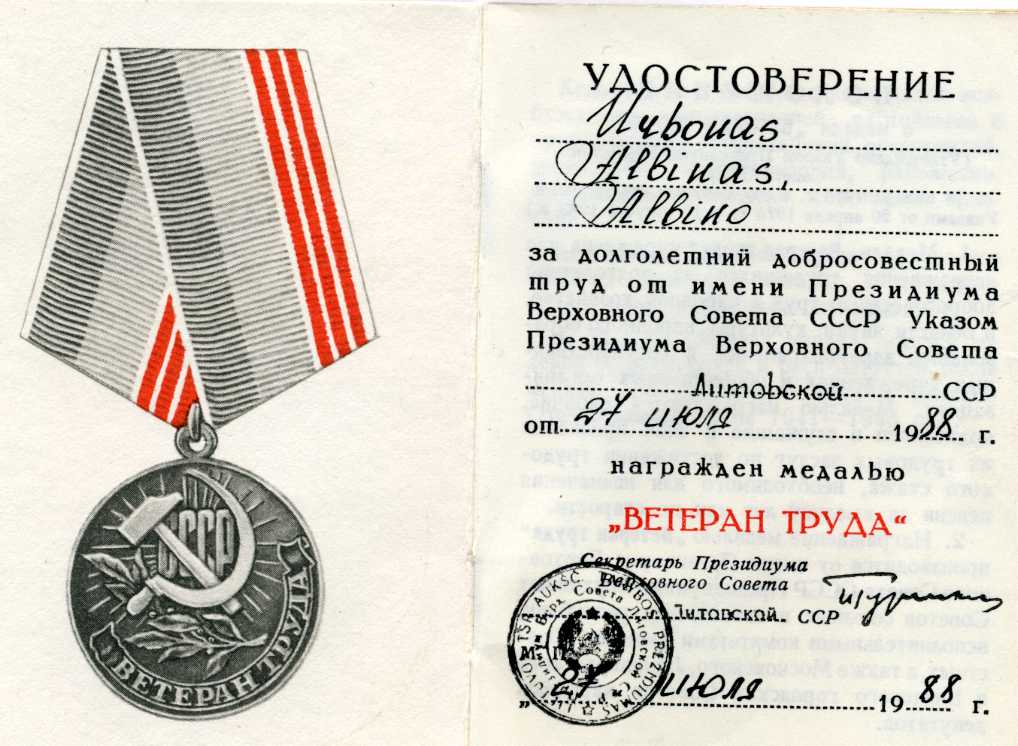 СССР
ВЕТЕРАН ТРУДА
УДОСТОВЕРЕНИЕ
Albinas,
Albino
за долголетний добросовестный
труд от имени Президиума
Верховного Совета СССР Указом
Президиума Верховного Совета
Литовской ССР
от 27 июля 1988 г.
награжден медалью
„ВЕТЕРАН ТРУДА“
Секретарь Президиума
Верховного Совета
Литовской ССР
М. П.
„27 июля 1988 г.